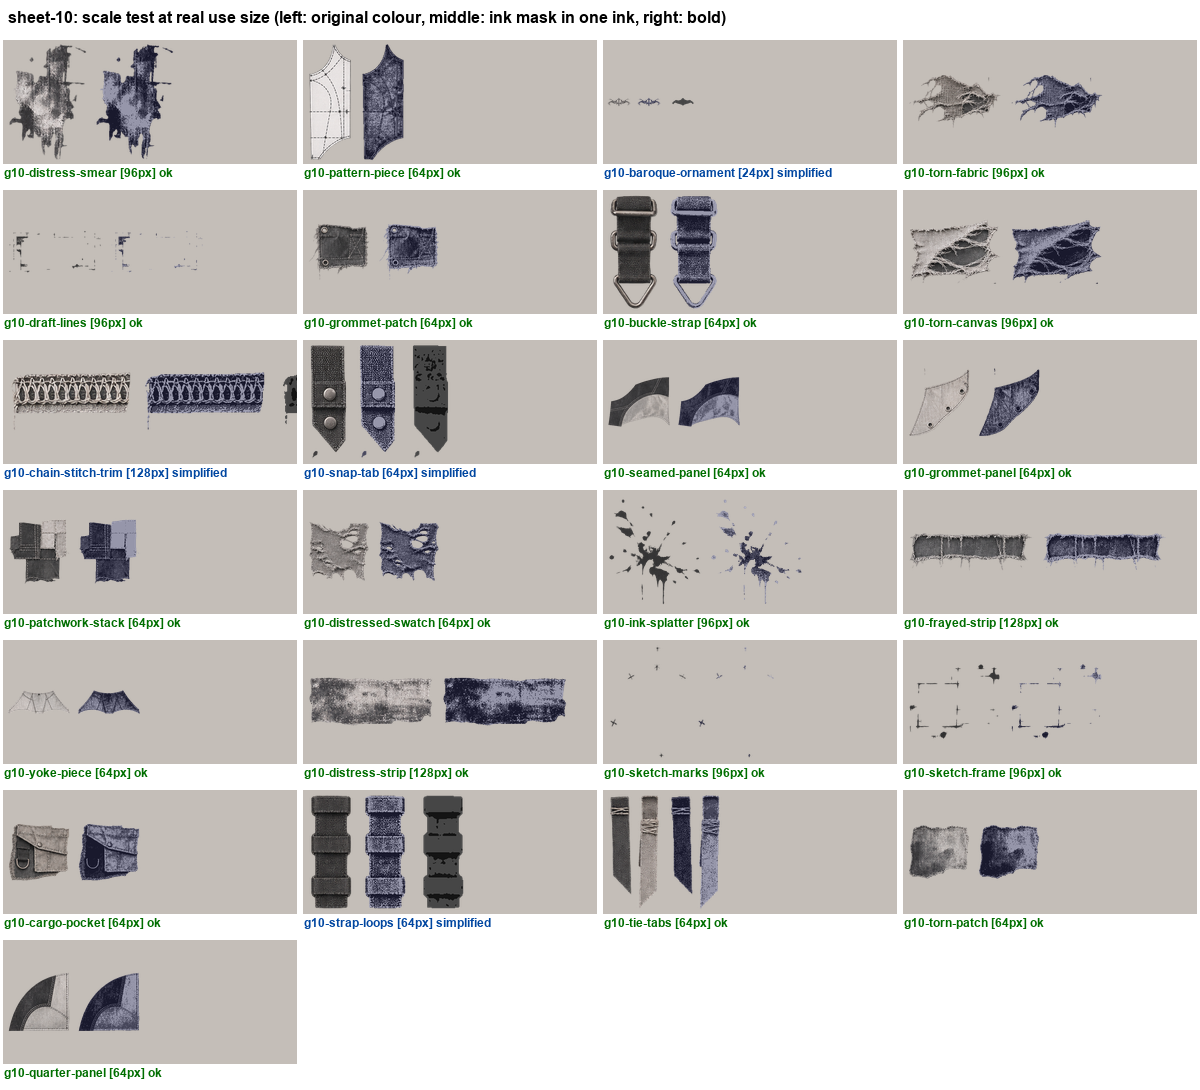 sheet-10: scale test at real use size (left: original colour, middle: ink mask in one ink, right: bold)
g10-distress-smear [96px] ok
g10-pattern-piece [64px] ok
g10-baroque-ornament [24px] simplified
g10-torn-fabric [96px] ok
g10-draft-lines [96px] ok
g10-grommet-patch [64px] ok
g10-buckle-strap [64px] ok
g10-torn-canvas [96px] ok
g10-chain-stitch-trim [128px] simplified
g10-snap-tab [64px] simplified
g10-seamed-panel [64px] ok
g10-grommet-panel [64px] ok
g10-patchwork-stack [64px] ok
g10-distressed-swatch [64px] ok
g10-ink-splatter [96px] ok
g10-frayed-strip [128px] ok
g10-yoke-piece [64px] ok
g10-distress-strip [128px] ok
g10-sketch-marks [96px] ok
g10-sketch-frame [96px] ok
g10-cargo-pocket [64px] ok
g10-strap-loops [64px] simplified
g10-tie-tabs [64px] ok
g10-torn-patch [64px] ok
g10-quarter-panel [64px] ok